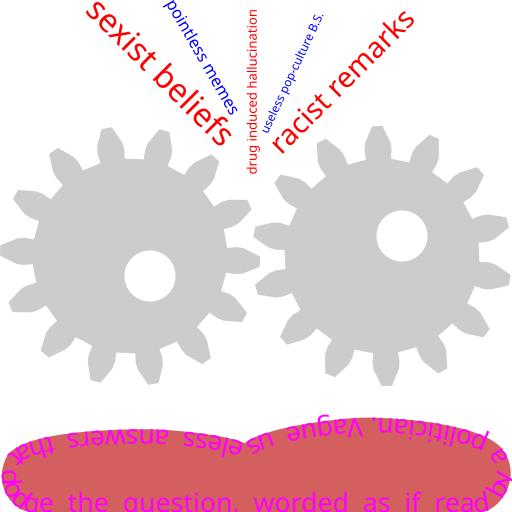 sexist beliefs
pointless memes
drug induced hallucination
useless pop-culture B.S.
racist remarks
Vague useless answers that dodge the question, worded as if read by a politician.